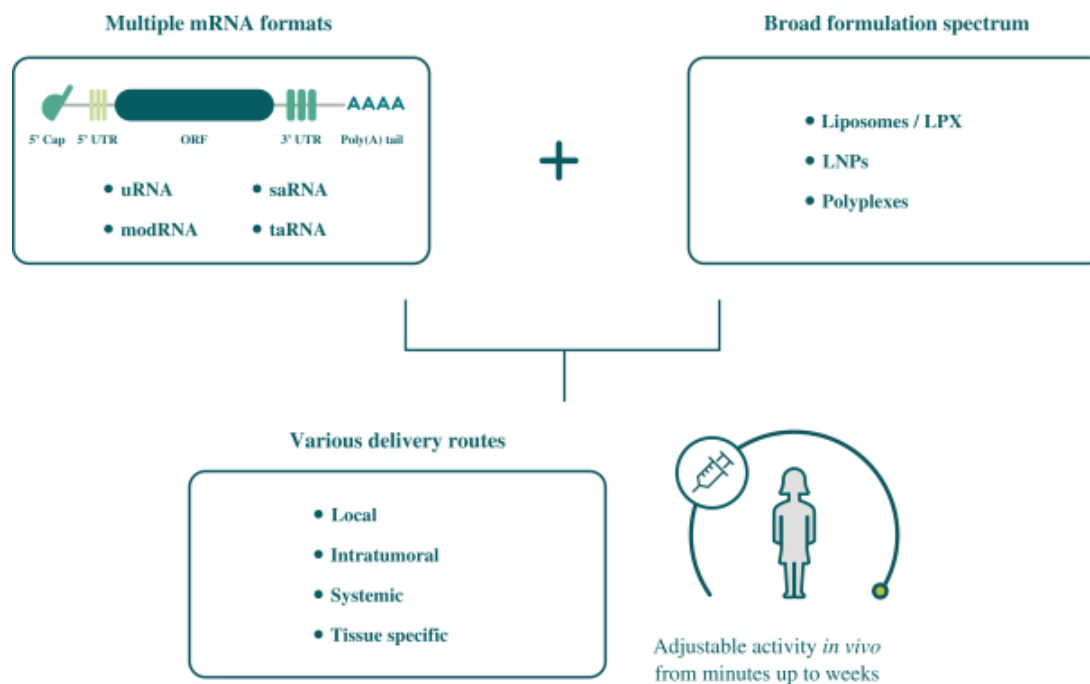 Multiple mRNA formats
AAAA
5' Cap 5' UTR ORF 3' UTR Poly(A) tail
• uRNA • saRNA
• modRNA • taRNA
+
Broad formulation spectrum
• Liposomes / LPX
• LNPs
• Polyplexes
Various delivery routes
• Local
• Intratumoral
• Systemic
• Tissue specific
Adjustable activity in vivo
from minutes up to weeks